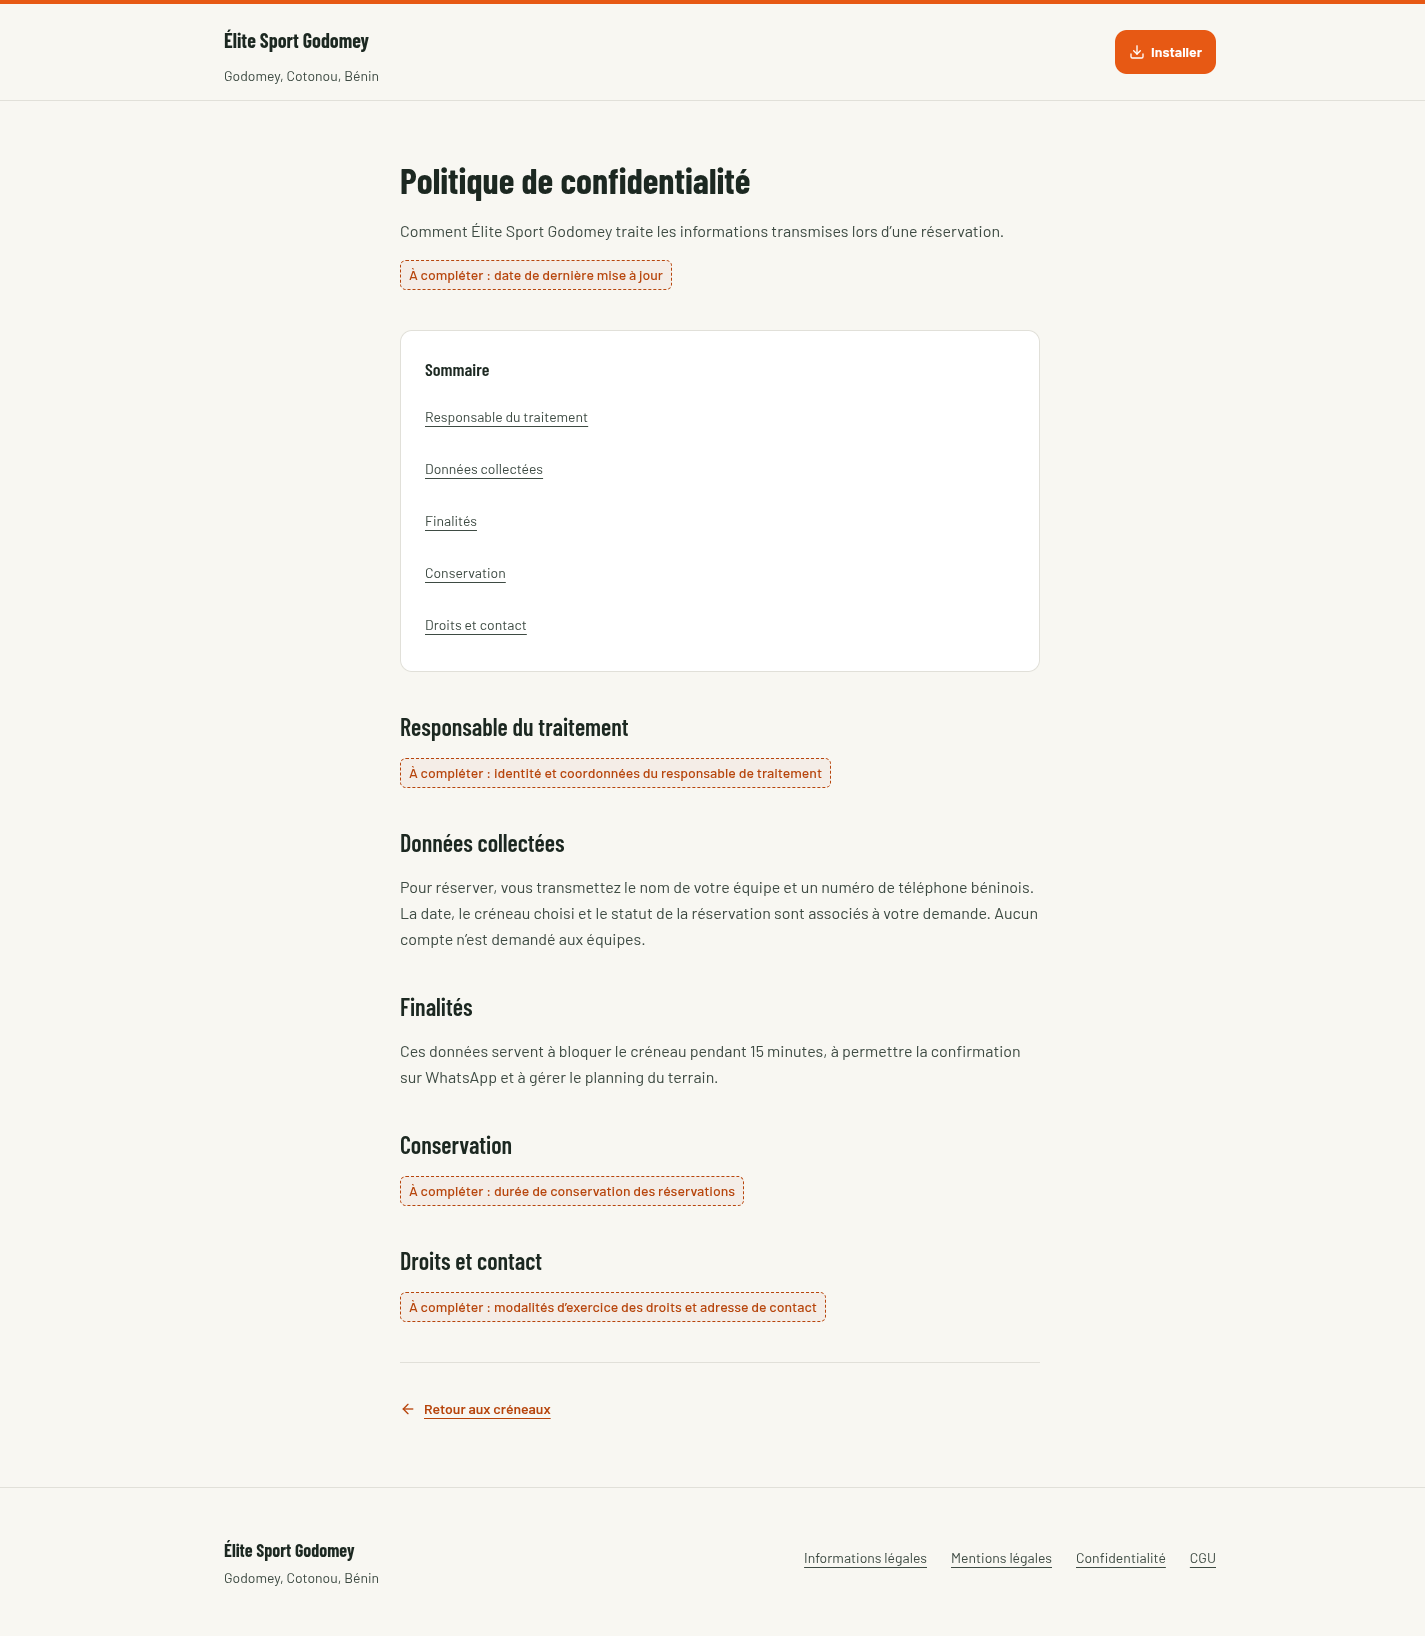 Élite Sport Godomey
Godomey, Cotonou, Bénin
Installer
Politique de confidentialité
Comment Élite Sport Godomey traite les informations transmises lors d’une réservation.
À compléter : date de dernière mise à jour
Sommaire
Responsable du traitement
Données collectées
Finalités
Conservation
Droits et contact
Responsable du traitement
À compléter : identité et coordonnées du responsable de traitement
Données collectées
Pour réserver, vous transmettez le nom de votre équipe et un numéro de téléphone béninois.
La date, le créneau choisi et le statut de la réservation sont associés à votre demande. Aucun
compte n’est demandé aux équipes.
Finalités
Ces données servent à bloquer le créneau pendant 15 minutes, à permettre la confirmation
sur WhatsApp et à gérer le planning du terrain.
Conservation
À compléter : durée de conservation des réservations
Droits et contact
À compléter : modalités d’exercice des droits et adresse de contact
Retour aux créneaux
Élite Sport Godomey
Godomey, Cotonou, Bénin
Informations légales Mentions légales Confidentialité CGU